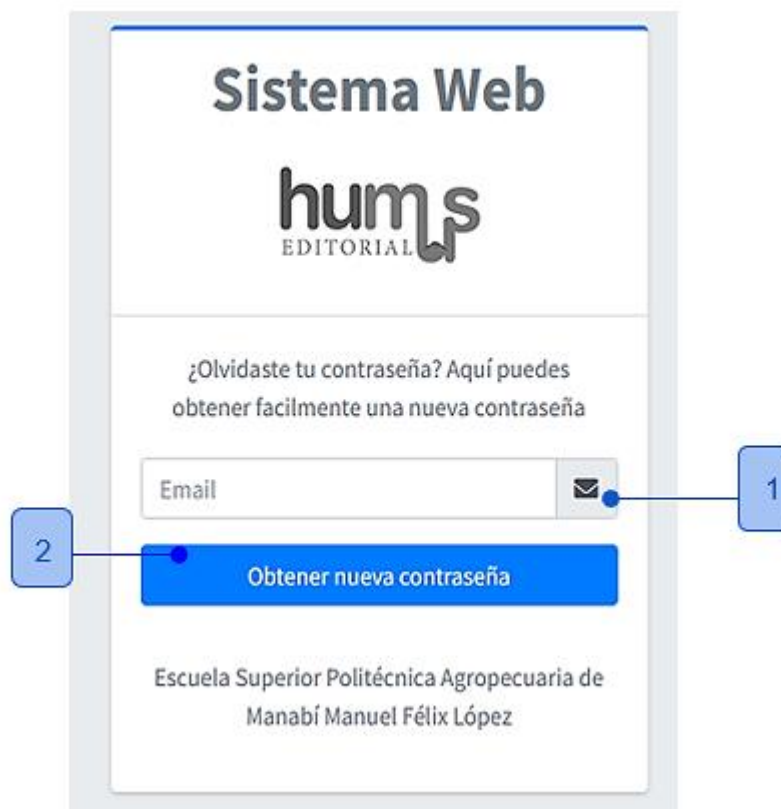 Sistema Web
humus
EDITORIAL
¿Olvidaste tu contraseña? Aquí puedes
obtener facilmente una nueva contraseña
Email
1
2
Obtener nueva contraseña
Escuela Superior Politécnica Agropecuaria de
Manabí Manuel Félix López